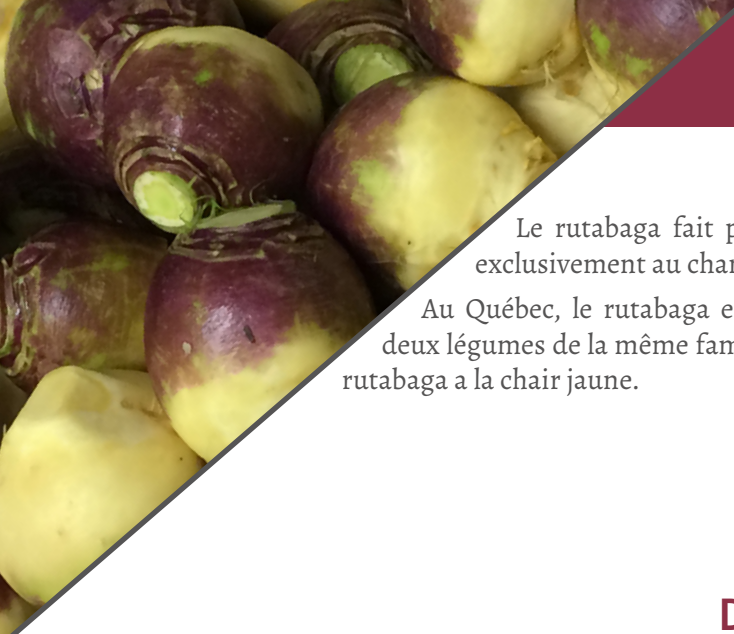 Le rutabaga fait p
exclusivement au char
Au Québec, le rutabaga e
deux légumes de la même fam
rutabaga a la chair jaune.
D